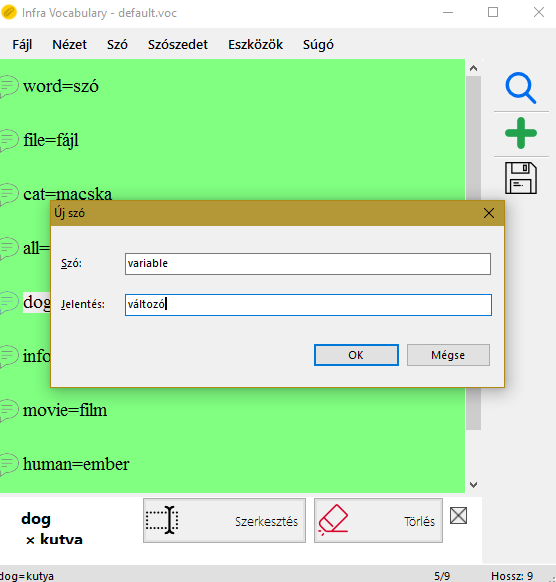 Infra Vocabulary - default.voc
Fájl Nézet Szó Szószedet Eszközök Súgó
word=szó
file=fájl
cat=macska
all=
dog
info
movie=film
human=ember
Új szó
Szó: variable
Jelentés: változó
OK Mégse
dog
× kutya
Szerkesztés
Törlés
dog=kutya 5/9 Hossz: 9